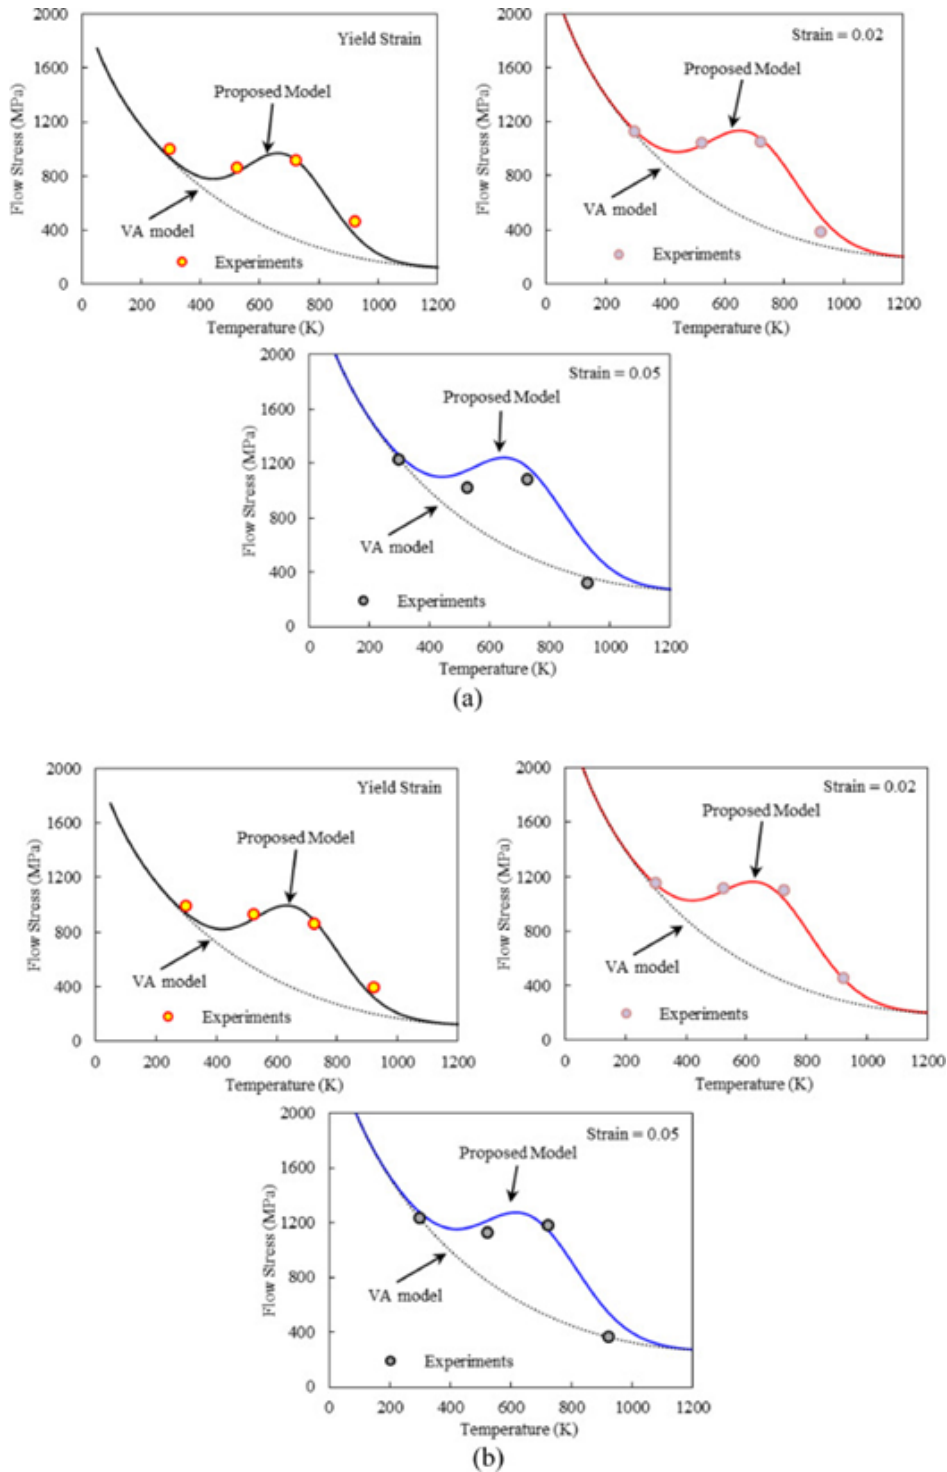 2000
1600
1200
800
400
0
Flow Stress (MPa)
Yield Strain
Proposed Model
VA model
Experiments
0 200 400 600 800 1000 1200
Temperature (K)
2000
1600
1200
800
400
0
Flow Stress (MPa)
Strain = 0.02
Proposed Model
VA model
Experiments
0 200 400 600 800 1000 1200
Temperature (K)
2000
1600
1200
800
400
0
Flow Stress (MPa)
Strain = 0.05
Proposed Model
VA model
Experiments
0 200 400 600 800 1000 1200
Temperature (K)
(a)
2000
1600
1200
800
400
0
Flow Stress (MPa)
Yield Strain
Proposed Model
VA model
Experiments
0 200 400 600 800 1000 1200
Temperature (K)
2000
1600
1200
800
400
0
Flow Stress (MPa)
Strain = 0.02
Proposed Model
VA model
Experiments
0 200 400 600 800 1000 1200
Temperature (K)
2000
1600
1200
800
400
0
Flow Stress (MPa)
Strain = 0.05
Proposed Model
VA model
Experiments
0 200 400 600 800 1000 1200
Temperature (K)
(b)